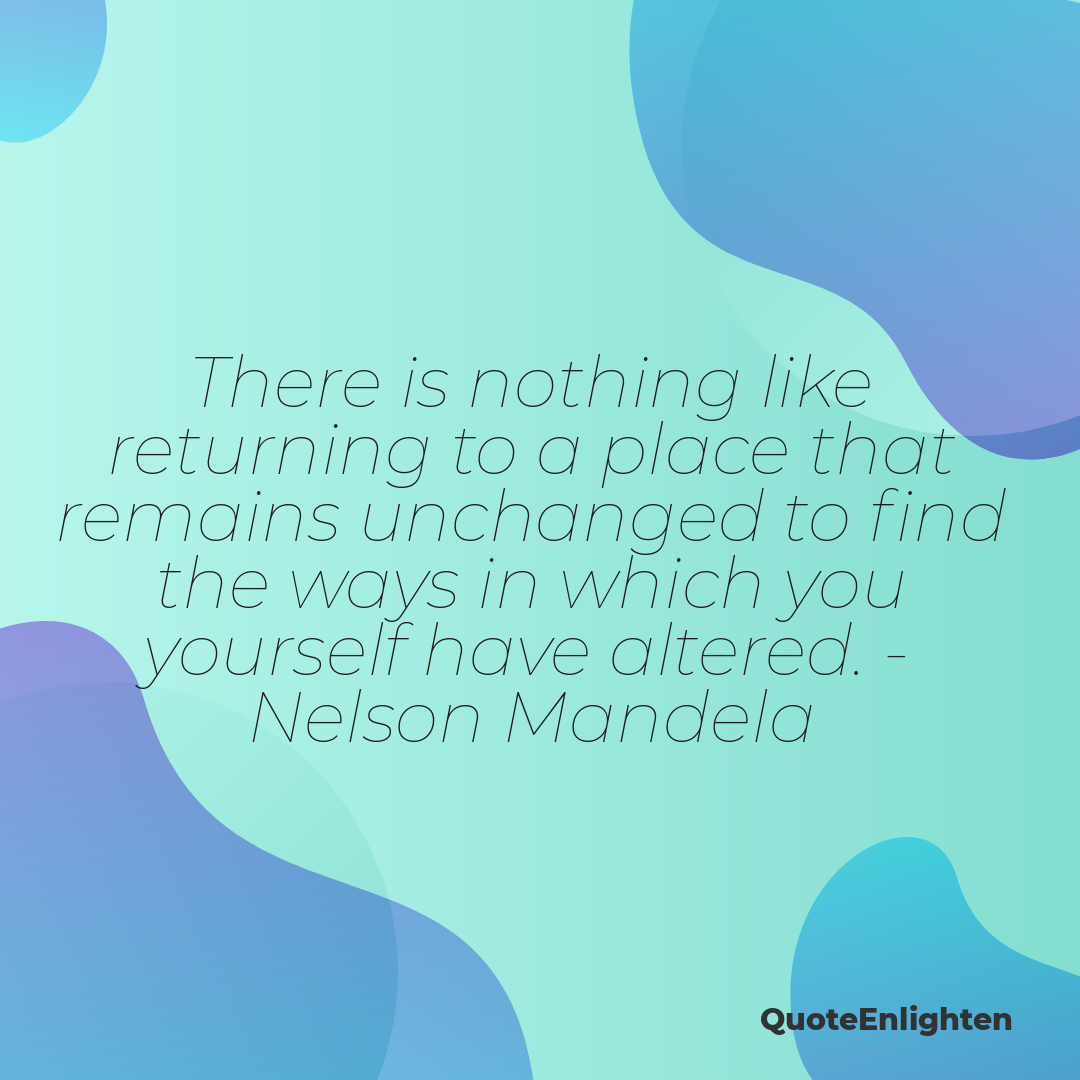 There is nothing like
returning to a place that
remains unchanged to find
the ways in which you
yourself have altered. -
Nelson Mandela
QuoteEnlighten